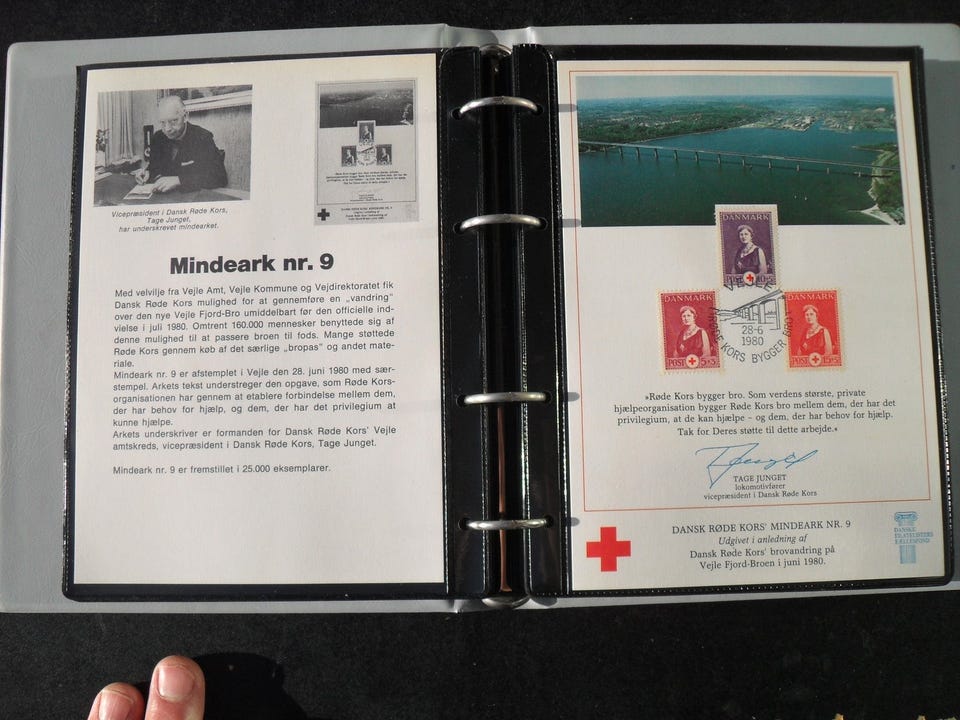 Vicepræsident i Dansk Røde Kors,
Tage Junget,
har underskrevet mindearket.
Mindeark nr. 9
Med velvilje fra Vejle Amt, Vejle Kommune og Vejdirektoratet fik
Dansk Røde Kors mulighed for at gennemføre en „vandring”
over den nye Vejle Fjord-Bro umiddelbart før den officielle ind-
vielse i juli 1980. Omtrent 160.000 mennesker benyttede sig af
denne mulighed til at passere broen til fods. Mange støttede
Røde Kors gennem køb af det særlige „bropas” og andet mate-
riale.
Mindeark nr. 9 er afstemplet i Vejle den 28. juni 1980 med sær-
stempel. Arkets tekst understreger den opgave, som Røde Kors-
organisationen har gennem at etablere forbindelse mellem dem,
der har behov for hjælp, og dem, der har det privilegium at
kunne hjælpe.
Arkets underskriver er formanden for Dansk Røde Kors’ Vejle
amtskreds, vicepræsident i Dansk Røde Kors, Tage Junget.
Mindeark nr. 9 er fremstillet i 25.000 eksemplarer.
DANMARK
VEJLE
DANMARK
POST 5+5
28-6
1980
KORS BYGGER BRO
DANMARK
POST 15+5
»Røde Kors bygger bro. Som verdens største, private
hjælpeorganisation bygger Røde Kors bro mellem dem, der har det
privilegium, at de kan hjælpe - og dem, der har behov for hjælp.
Tak for Deres støtte til dette arbejde.«
TAGE JUNGET
lokomotivfører
vicepræsident i Dansk Røde Kors
DANSK RØDE KORS’ MINDEARK NR. 9
Udgivet i anledning af
Dansk Røde Kors’ brovandring på
Vejle Fjord-Broen i juni 1980.
DANSKE
FILATELISTERS
FÆLLESFOND